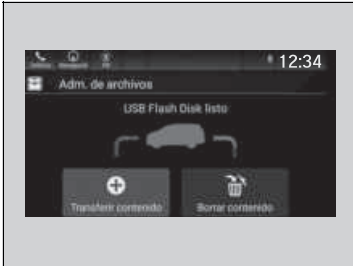 12:34
Adm. de archivos
USB Flash Disk listo
Transferir contenido
Borrar contenido